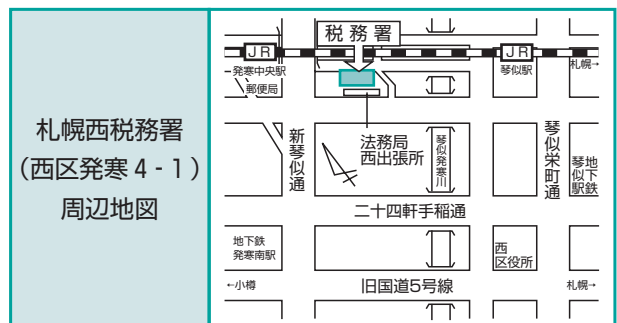 札幌西税務署
(西区発寒4-1)
周辺地図
税務署
JR
JR
発寒中央駅
郵便局
琴似駅
札幌→
新琴似通
法務局
西出張所
琴似発寒川
琴似栄町通
地下鉄
琴似駅
二十四軒手稲通
地下鉄
発寒南駅
西
区役所
←小樽
旧国道5号線
札幌→